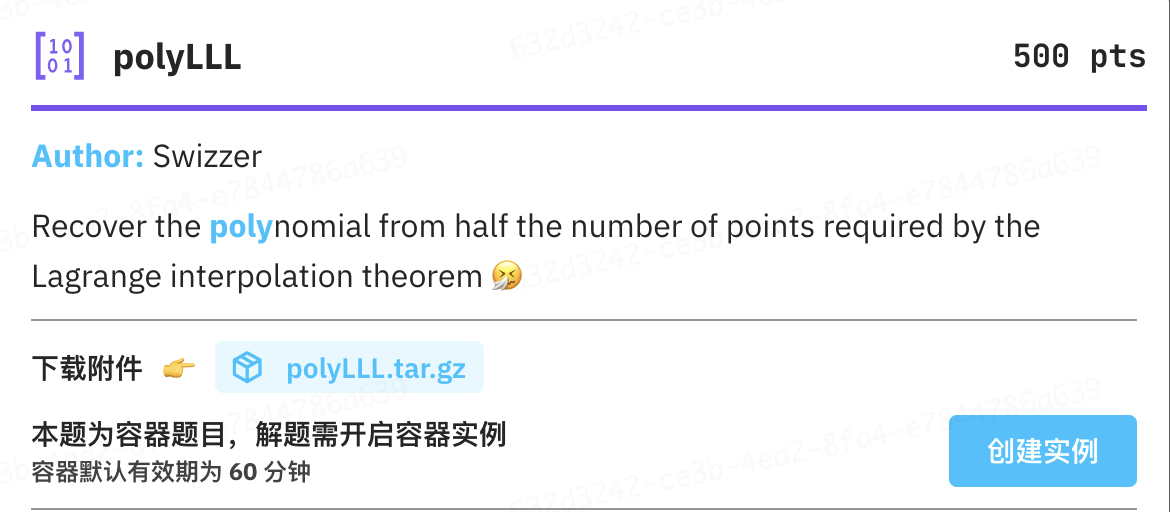 [10 01] polyLLL 500 pts
Author: Swizzer
Recover the polynomial from half the number of points required by the
Lagrange interpolation theorem 🤧
下载附件 👉 polyLLL.tar.gz
本题为容器题目，解题需开启容器实例
容器默认有效期为 60 分钟
创建实例
632d3242-ce3b-4ea2-8fa4-e7844786a639